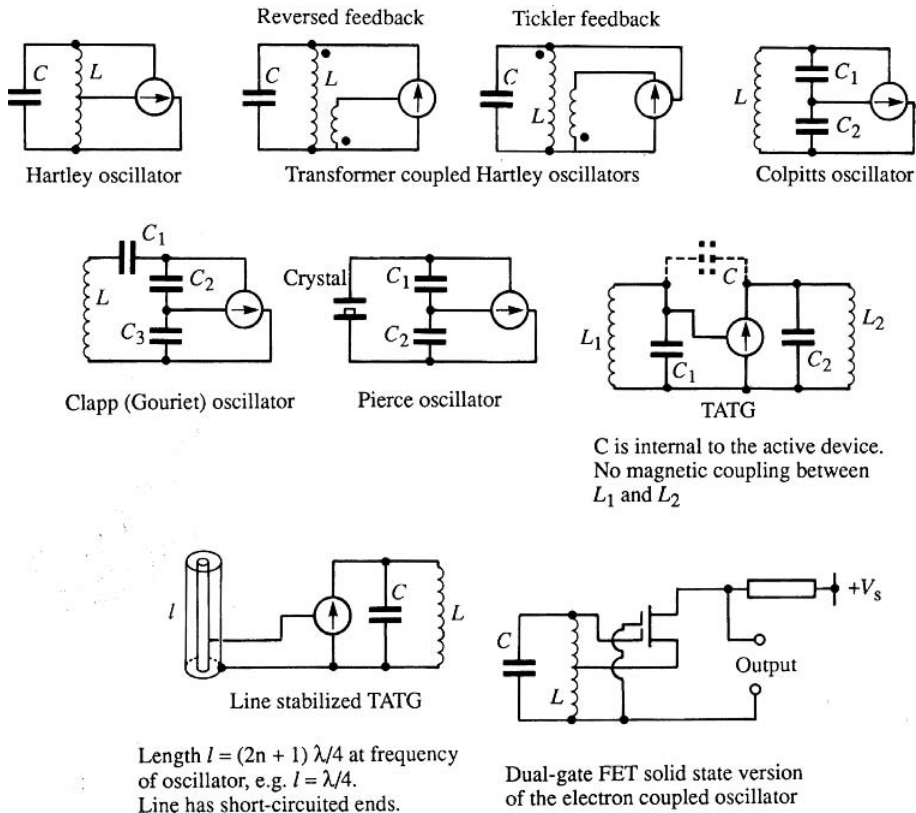 Reversed feedback
Tickler feedback
C
L
C
L
C
L
L
C₁
C₂
Hartley oscillator
Transformer coupled Hartley oscillators
Colpitts oscillator
C₁
L
C₂
C₃
Crystal
C₁
C₂
C
L₁
C₁
C₂
L₂
Clapp (Gouriet) oscillator
Pierce oscillator
TATG
C is internal to the active device.
No magnetic coupling between
L₁ and L₂
l
C
L
Line stabilized TATG
Length l = (2n + 1) λ/4 at frequency
of oscillator, e.g. l = λ/4.
Line has short-circuited ends.
C
L
+Vₛ
Output
Dual-gate FET solid state version
of the electron coupled oscillator